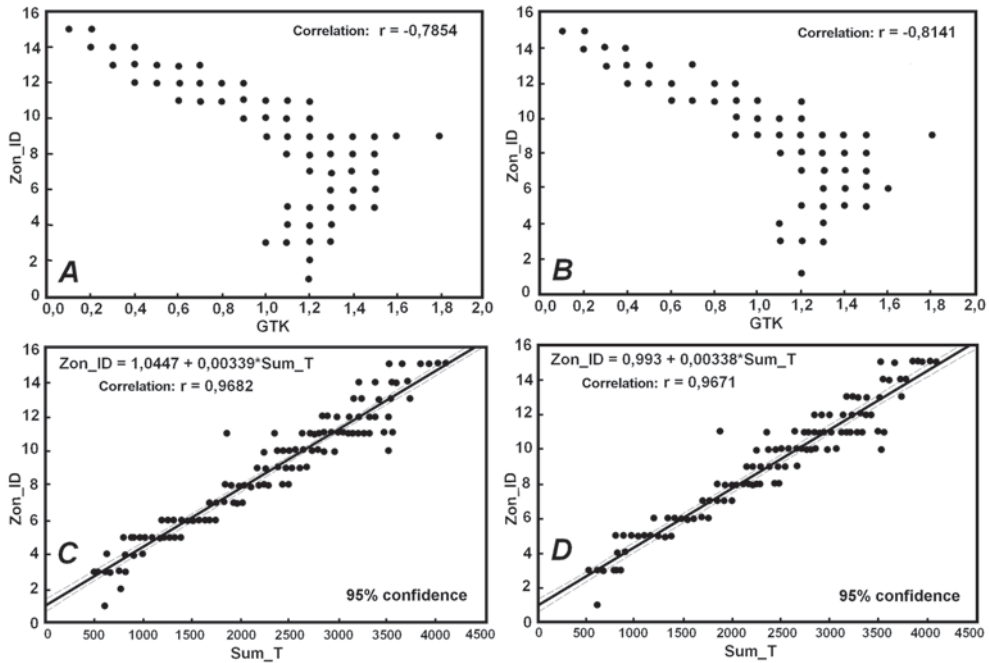 16
14
12
10
8
6
4
2
0
Zon_ID
Correlation: r = -0,7854
A
0,0 0,2 0,4 0,6 0,8 1,0 1,2 1,4 1,6 1,8 2,0
GTK
16
14
12
10
8
6
4
2
0
Zon_ID
Correlation: r = -0,8141
B
0,0 0,2 0,4 0,6 0,8 1,0 1,2 1,4 1,6 1,8 2,0
GTK
16
14
12
10
8
6
4
2
0
Zon_ID
Zon_ID = 1,0447 + 0,00339*Sum_T
Correlation: r = 0,9682
C
95% confidence
0 500 1000 1500 2000 2500 3000 3500 4000 4500
Sum_T
16
14
12
10
8
6
4
2
0
Zon_ID
Zon_ID = 0,993 + 0,00338*Sum_T
Correlation: r = 0,9671
D
95% confidence
0 500 1000 1500 2000 2500 3000 3500 4000 4500
Sum_T